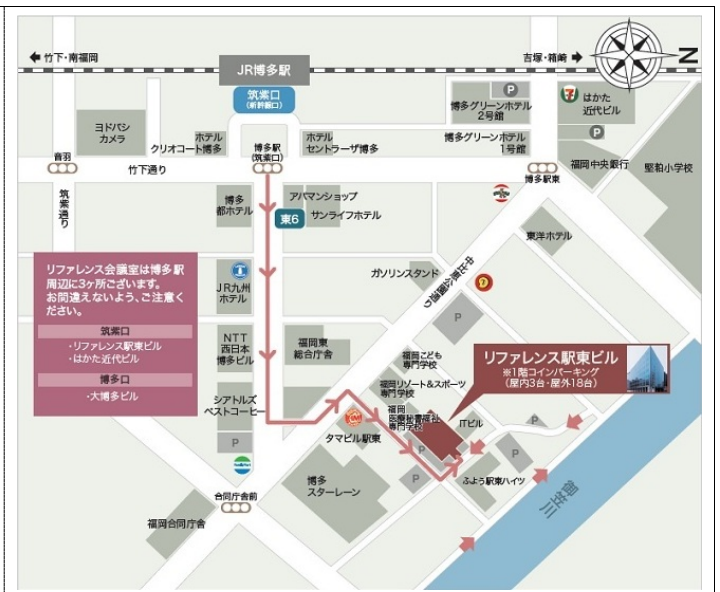 竹下・南福岡
吉塚・箱崎
N
JR博多駅
筑紫口
(新幹線口)
ヨドバシ
カメラ
ホテル
クリオコート博多
博多駅
(筑紫口)
ホテル
セントラーザ博多
P
博多グリーンホテル
2号館
博多グリーンホテル
1号館
はかた
近代ビル
P
音羽
竹下通り
博多駅東
福岡中央銀行
堅粕小学校
筑紫通り
博多
都ホテル
アパマンショップ
東6
サンライフホテル
東洋ホテル
リファレンス会議室は博多駅
周辺に3ヶ所ございます。
お間違えないよう、ご注意く
ださい。
筑紫口
・リファレンス駅東ビル
・はかた近代ビル
博多口
・大博多ビル
JR九州
ホテル
ガソリンスタンド
中比恵公園通り
P
NTT
西日本
博多ビル
福岡東
総合庁舎
リファレンス駅東ビル
※1階コインパーキング
(屋内3台・屋外18台)
福岡こども
専門学校
福岡リゾート&スポーツ
専門学校
福岡
医療秘書福祉
専門学校
ITビル
シアトルズ
ベストコーヒー
P
FamilyMart
タマビル駅東
P
P
P
博多
スターレーン
ふよう駅東ハイツ
御笠川
合同庁舎前
福岡合同庁舎